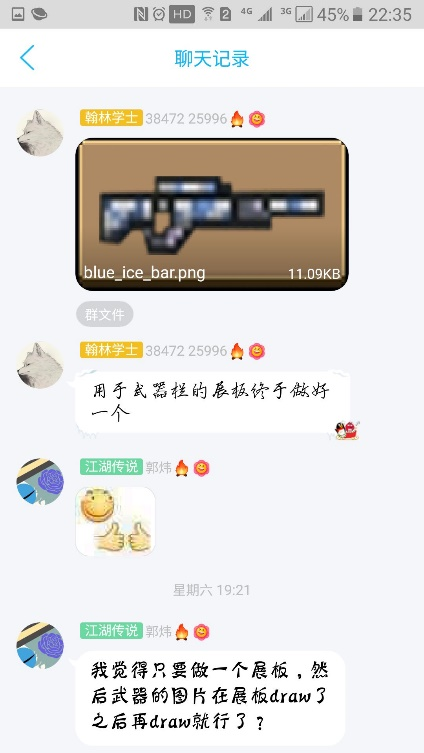 HD 2 4G 3G 45% 22:35
聊天记录
翰林学士 38472 25996
blue_ice_bar.png 11.09KB
群文件
翰林学士 38472 25996
用于武器栏的展板终于做好
一个
江湖传说 郭炜
星期六 19:21
江湖传说 郭炜
我觉得只要做一个展板，然
后武器的图片在展板draw了
之后再draw就行了？